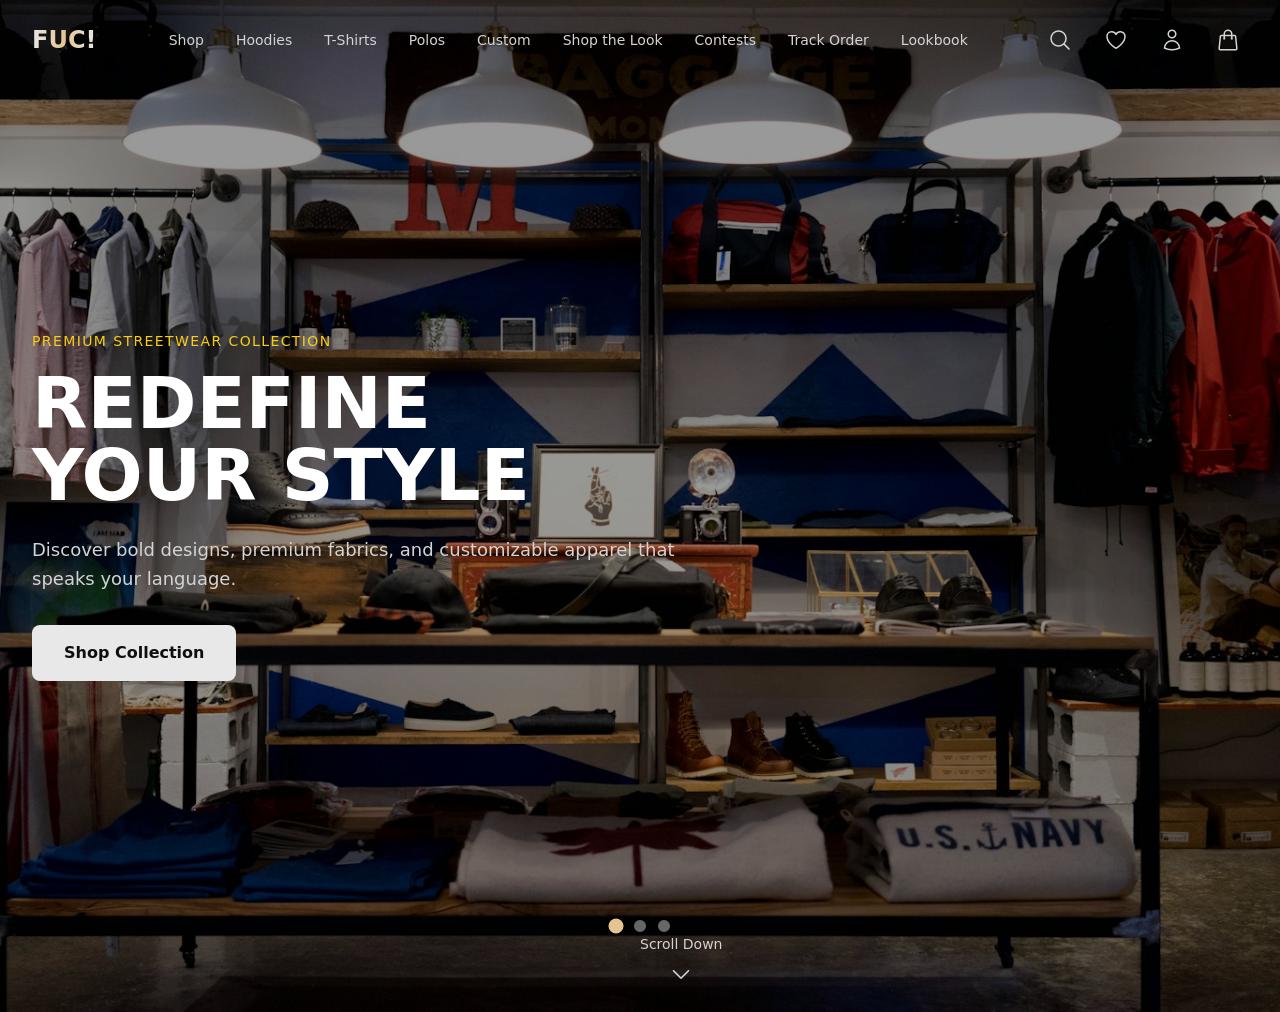 FUC!
Shop Hoodies T-Shirts Polos Custom Shop the Look Contests Track Order Lookbook
BAGGAGE
M
PREMIUM STREETWEAR COLLECTION
REDEFINE
YOUR STYLE
Discover bold designs, premium fabrics, and customizable apparel that
speaks your language.
Shop Collection
U.S. NAVY
Scroll Down